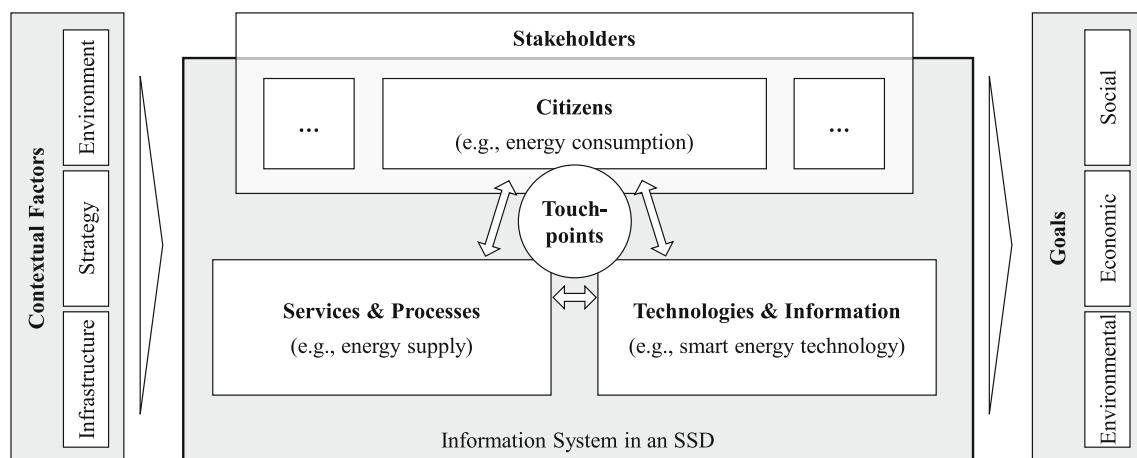 Contextual Factors
Environment
Strategy
Infrastructure
Stakeholders
...
Citizens
(e.g., energy consumption)
...
Touch-
points
Services & Processes
(e.g., energy supply)
Technologies & Information
(e.g., smart energy technology)
Information System in an SSD
Goals
Social
Economic
Environmental